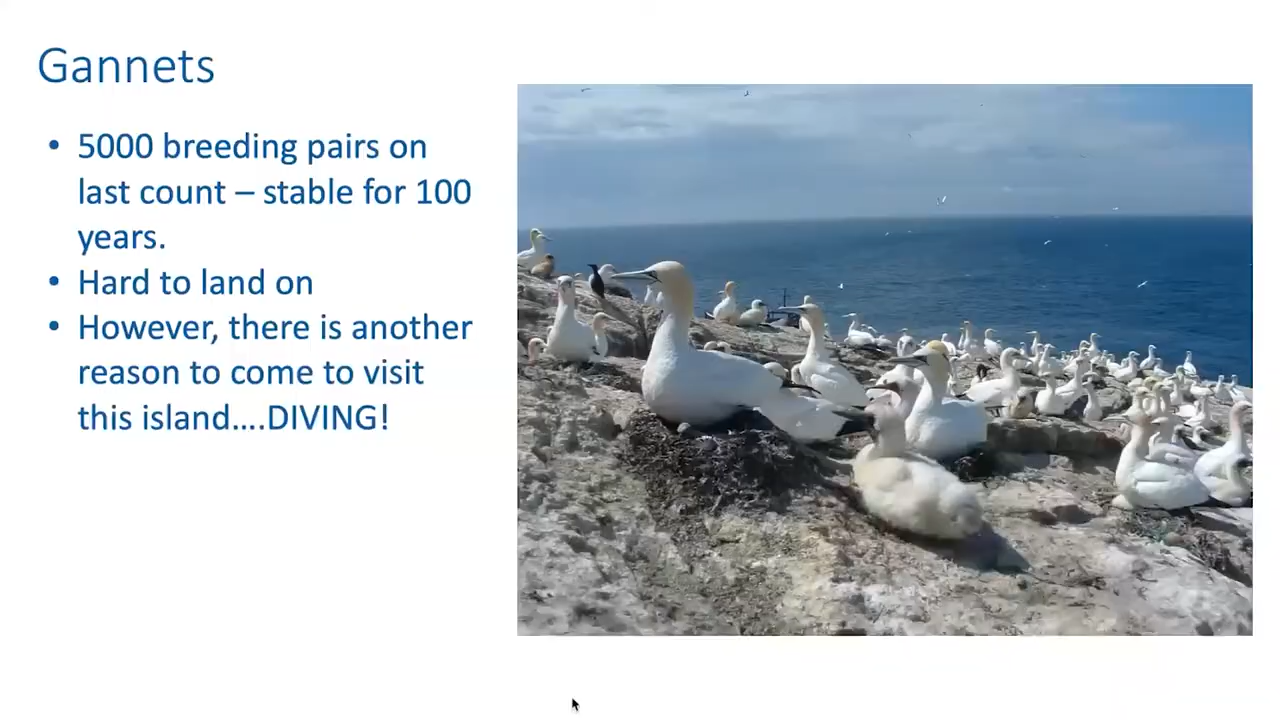 Gannets
• 5000 breeding pairs on
last count – stable for 100
years.
• Hard to land on
• However, there is another
reason to come to visit
this island....DIVING!